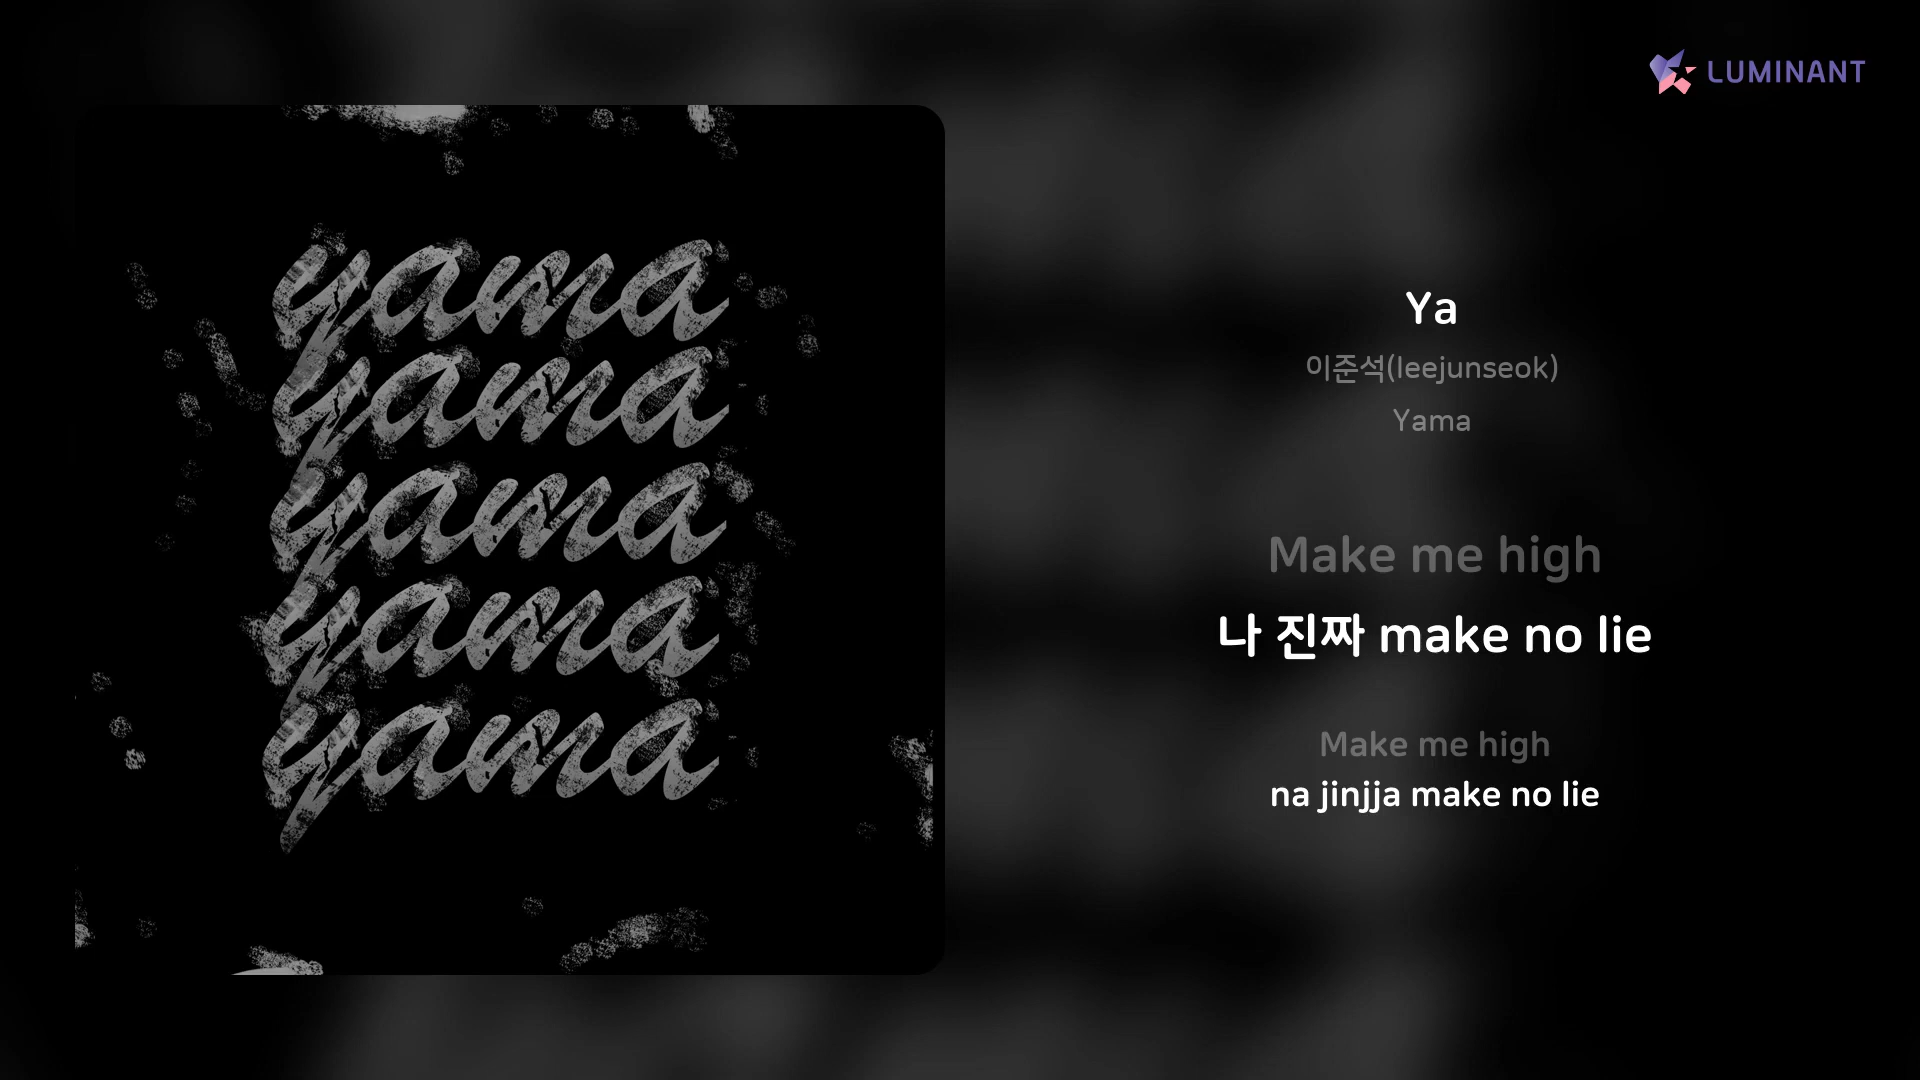 LUMINANT
yama
yama
yama
yama
yama
Ya
이준석(leejunseok)
Yama
Make me high
나 진짜 make no lie
Make me high
na jinjja make no lie